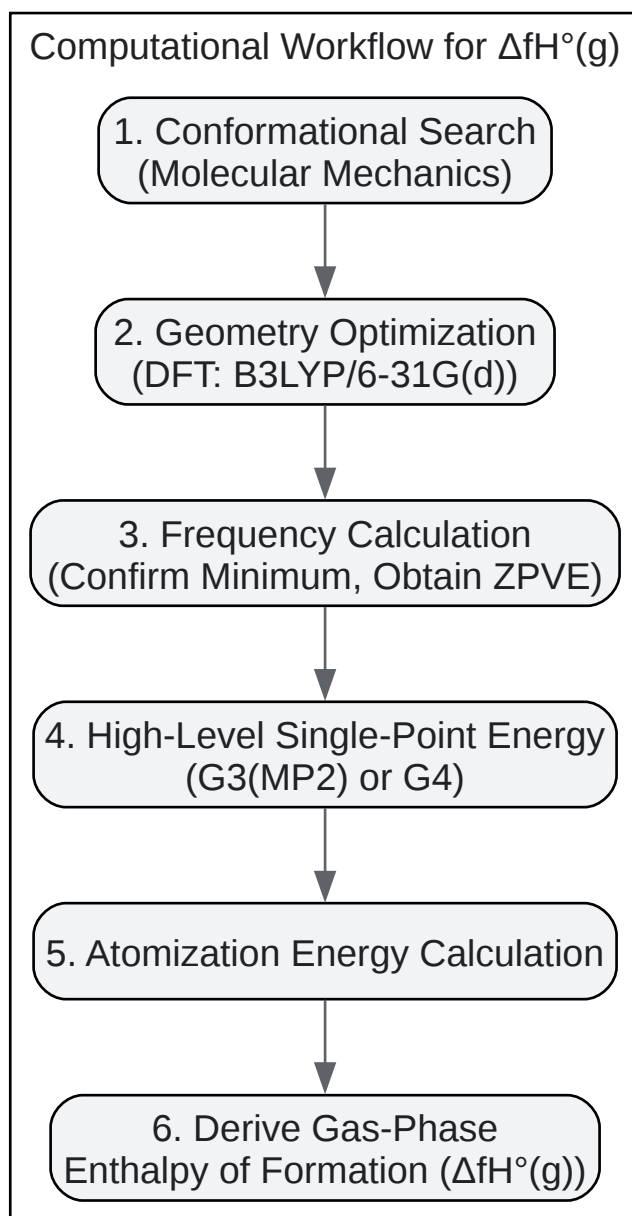 Computational Workflow for ΔfH°(g)
1. Conformational Search
(Molecular Mechanics)
2. Geometry Optimization
(DFT: B3LYP/6-31G(d))
3. Frequency Calculation
(Confirm Minimum, Obtain ZPVE)
4. High-Level Single-Point Energy
(G3(MP2) or G4)
5. Atomization Energy Calculation
6. Derive Gas-Phase
Enthalpy of Formation (ΔfH°(g))